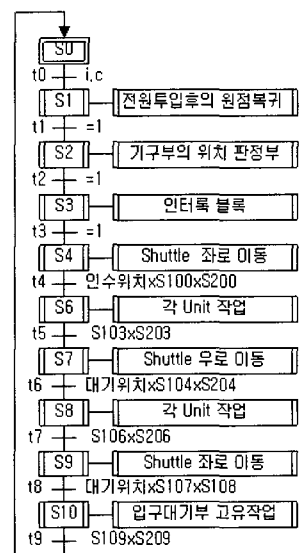 S0
t0 i,c
S1 전원투입후의 원점복귀
t1 =1
S2 기구부의 위치 판정부
t2 =1
S3 인터록 블록
t3 =1
S4 Shuttle 좌로 이동
t4 인수위치xS100xS200
S6 각 Unit 작업
t5 S103xS203
S7 Shuttle 우로 이동
t6 대기위치xS104xS204
S8 각 Unit 작업
t7 S106xS206
S9 Shuttle 좌로 이동
t8 대기위치xS107xS108
S10 입구대기부 고유작업
t9 S109xS209